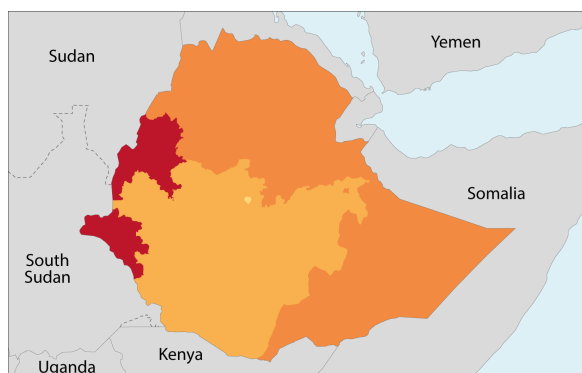 Sudan
Yemen
Somalia
South
Sudan
Kenya
Uganda